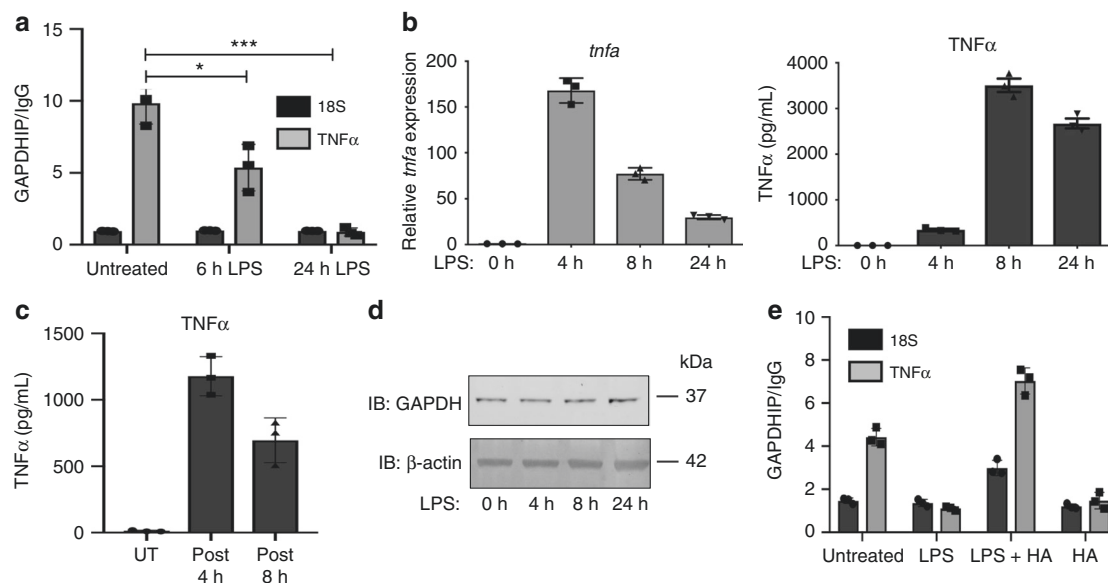 a
GAPDHIP/IgG
15
10
5
0
***
*
18S
TNFα
Untreated
6 h LPS
24 h LPS
b
tnfa
Relative tnfa expression
200
150
100
50
0
LPS: 0 h 4 h 8 h 24 h
TNFα
TNFα (pg/mL)
4000
3000
2000
1000
0
LPS: 0 h 4 h 8 h 24 h
c
TNFα
TNFα (pg/mL)
1500
1000
500
0
UT
Post 4 h
Post 8 h
d
kDa
IB: GAPDH
37
IB: β-actin
42
LPS: 0 h 4 h 8 h 24 h
e
GAPDHIP/IgG
10
8
6
4
2
0
18S
TNFα
Untreated
LPS
LPS + HA
HA